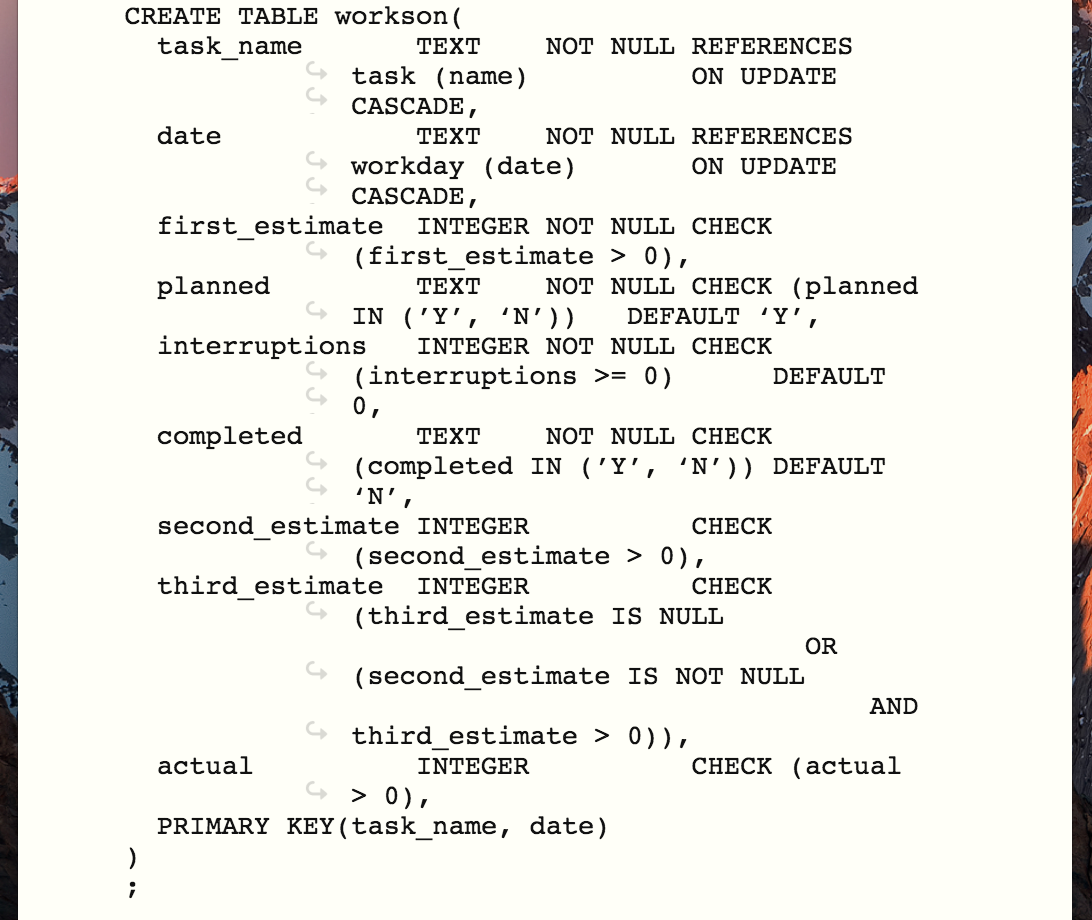 CREATE TABLE workson(
task_name TEXT NOT NULL REFERENCES
↪ task (name) ON UPDATE
↪ CASCADE,
date TEXT NOT NULL REFERENCES
↪ workday (date) ON UPDATE
↪ CASCADE,
first_estimate INTEGER NOT NULL CHECK
↪ (first_estimate > 0),
planned TEXT NOT NULL CHECK (planned
↪ IN (’Y’, ‘N’)) DEFAULT ‘Y’,
interruptions INTEGER NOT NULL CHECK
↪ (interruptions >= 0) DEFAULT
↪ 0,
completed TEXT NOT NULL CHECK
↪ (completed IN (’Y’, ‘N’)) DEFAULT
↪ ‘N’,
second_estimate INTEGER CHECK
↪ (second_estimate > 0),
third_estimate INTEGER CHECK
↪ (third_estimate IS NULL
OR
↪ (second_estimate IS NOT NULL
AND
↪ third_estimate > 0)),
actual INTEGER CHECK (actual
↪ > 0),
PRIMARY KEY(task_name, date)
)
;